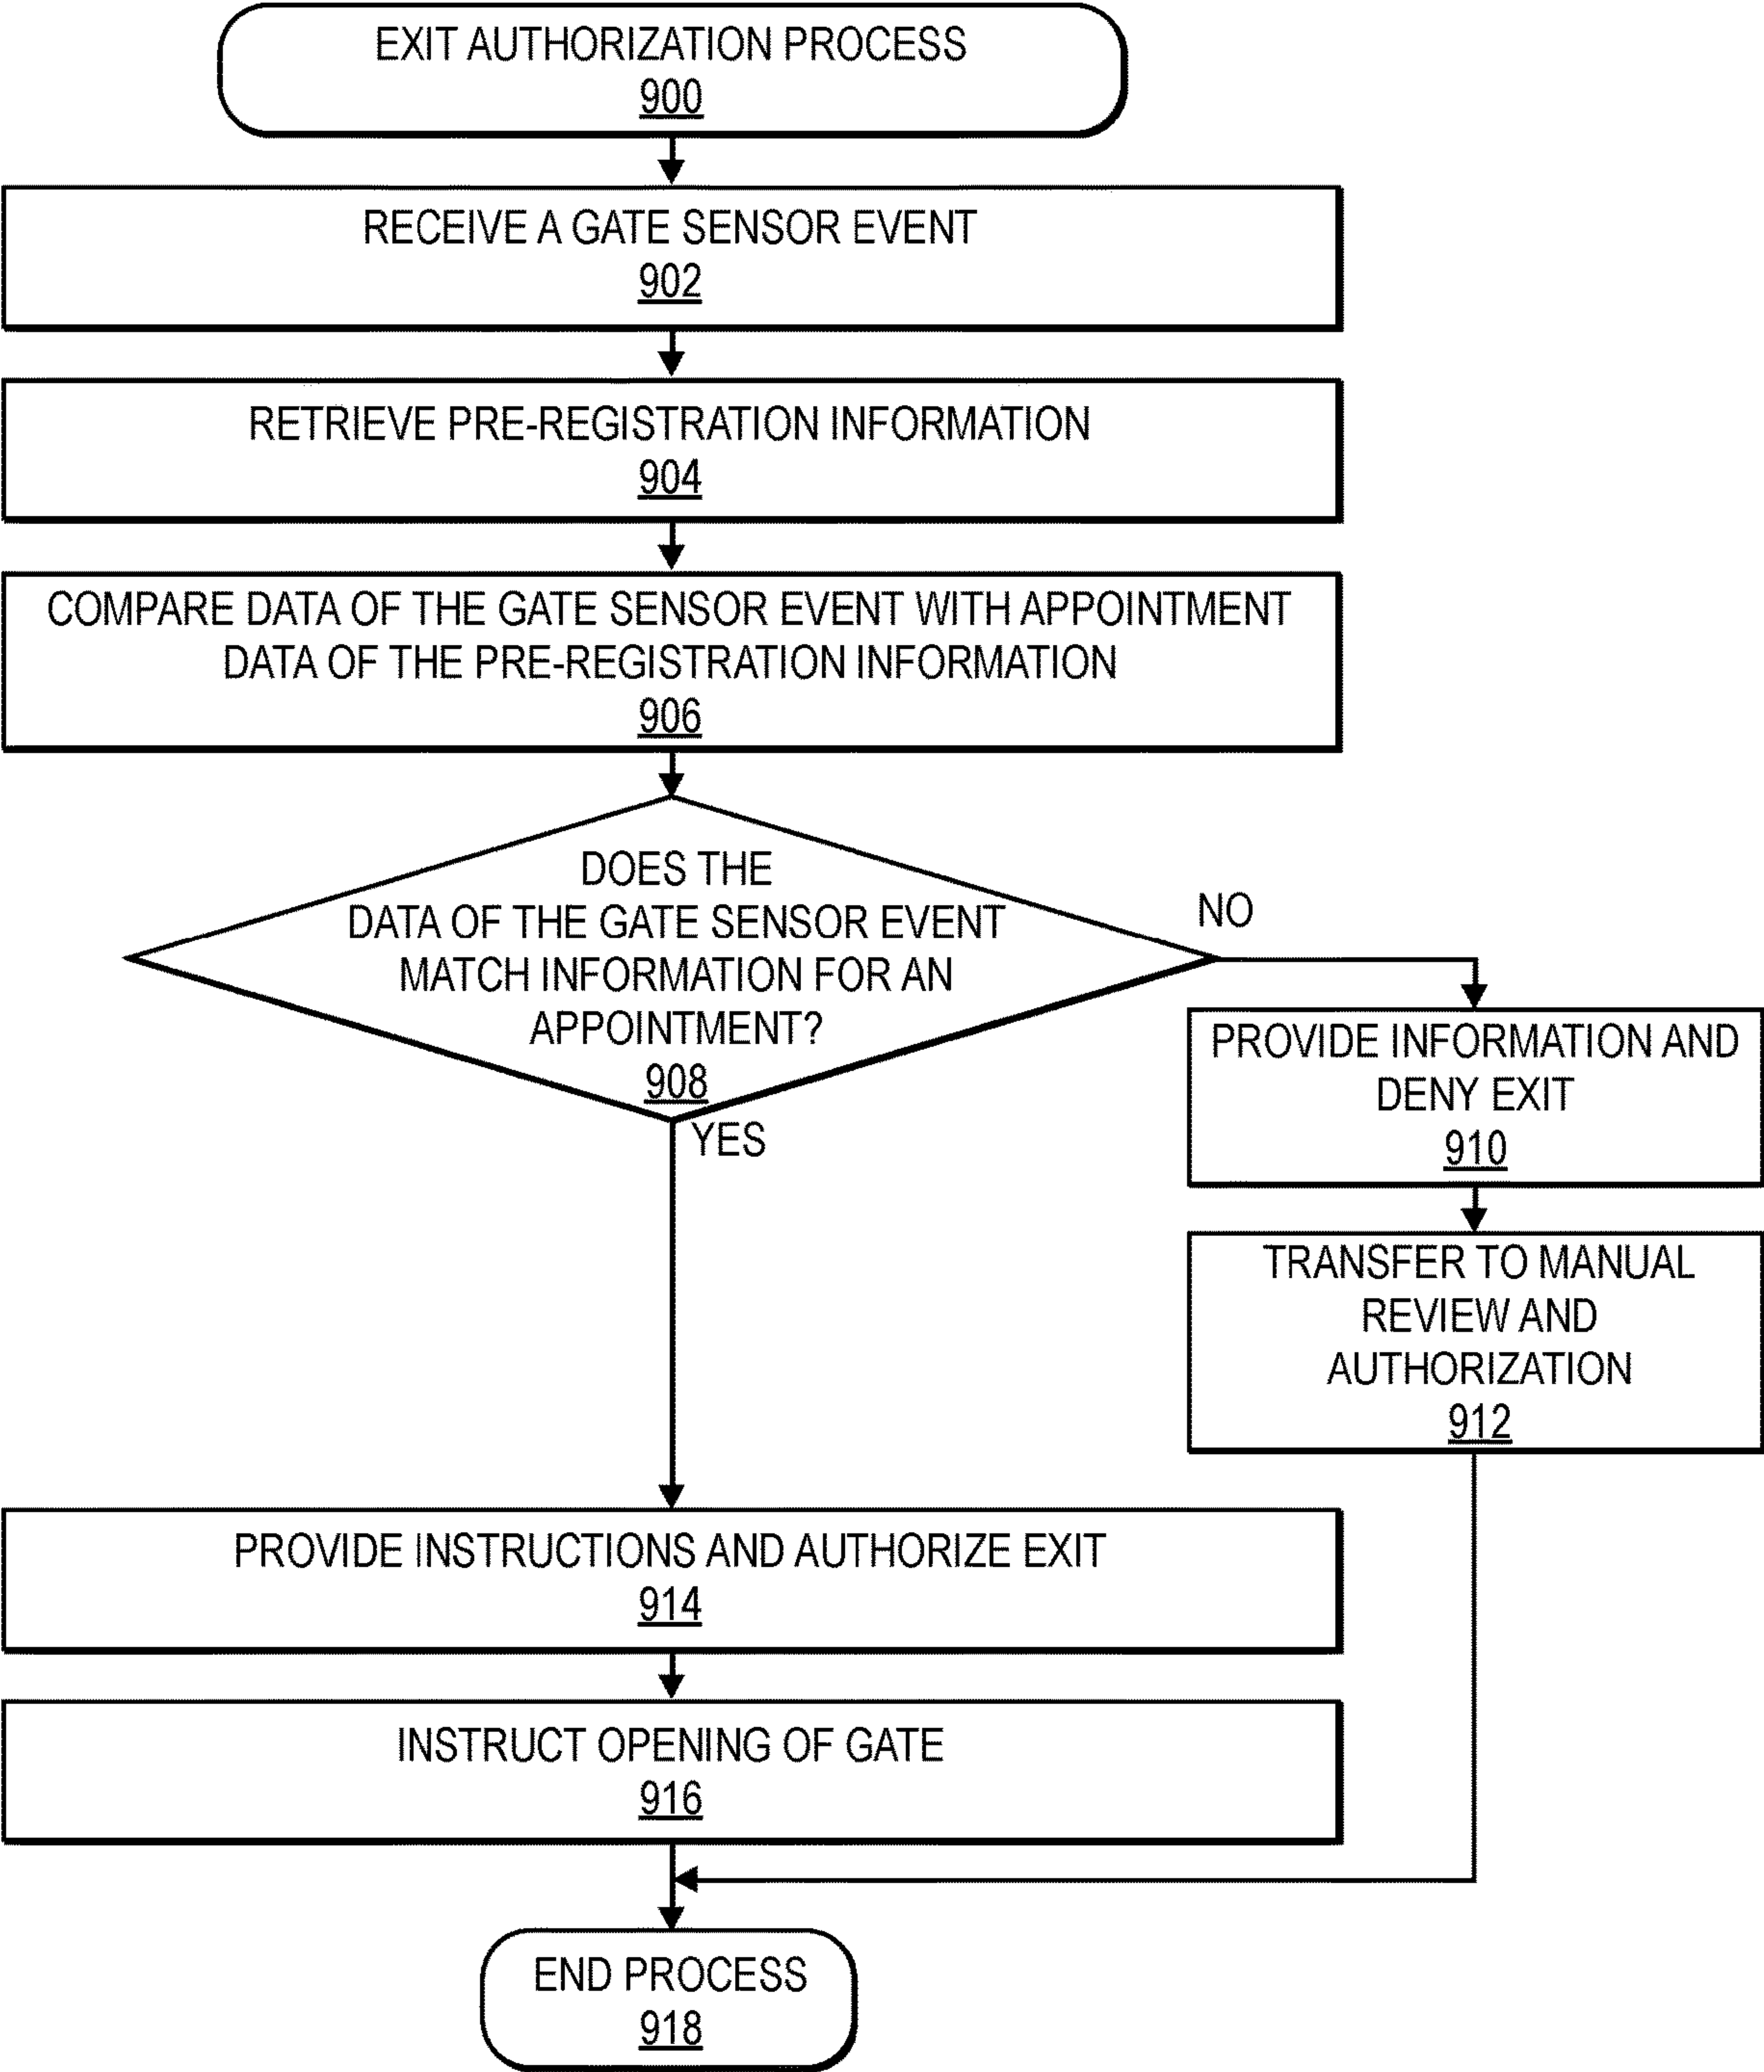 EXIT AUTHORIZATION PROCESS
900
RECEIVE A GATE SENSOR EVENT
902
RETRIEVE PRE-REGISTRATION INFORMATION
904
COMPARE DATA OF THE GATE SENSOR EVENT WITH APPOINTMENT
DATA OF THE PRE-REGISTRATION INFORMATION
906
DOES THE
DATA OF THE GATE SENSOR EVENT
MATCH INFORMATION FOR AN
APPOINTMENT?
908
NO
PROVIDE INFORMATION AND
DENY EXIT
910
TRANSFER TO MANUAL
REVIEW AND
AUTHORIZATION
912
YES
PROVIDE INSTRUCTIONS AND AUTHORIZE EXIT
914
INSTRUCT OPENING OF GATE
916
END PROCESS
918